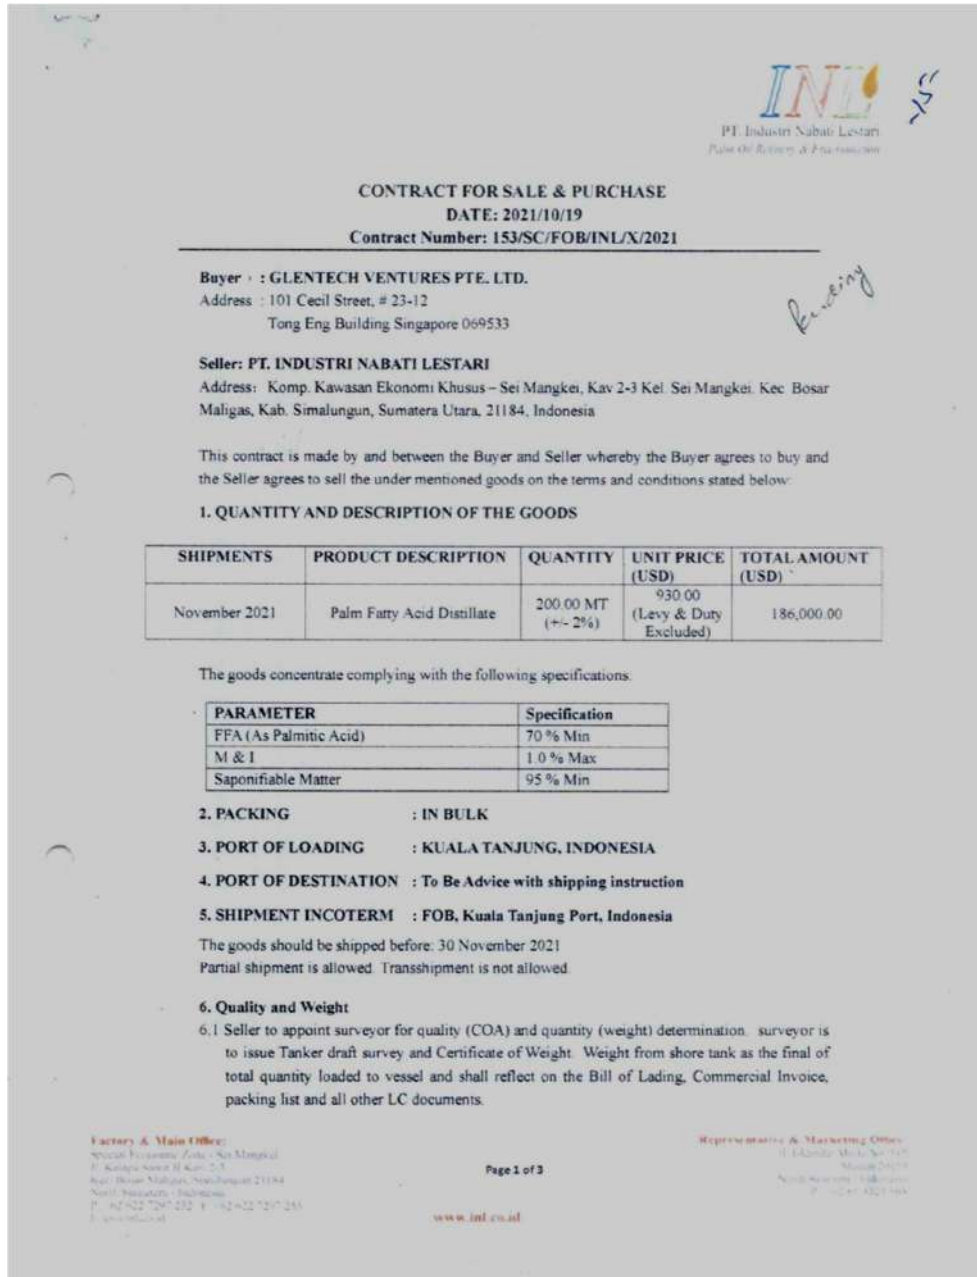 INL
PT. Industri Nabati Lestari
Palm Oil Refinery & Fractionation
CONTRACT FOR SALE & PURCHASE
DATE: 2021/10/19
Contract Number: 153/SC/FOB/INL/X/2021
Buyer : GLENTECH VENTURES PTE. LTD.
Address : 101 Cecil Street, # 23-12
Tong Eng Building Singapore 069533
Pending
Seller: PT. INDUSTRI NABATI LESTARI
Address: Komp. Kawasan Ekonomi Khusus – Sei Mangkei, Kav 2-3 Kel. Sei Mangkei. Kec Bosar
Maligas, Kab. Simalungun, Sumatera Utara, 21184, Indonesia
This contract is made by and between the Buyer and Seller whereby the Buyer agrees to buy and
the Seller agrees to sell the under mentioned goods on the terms and conditions stated below:
1. QUANTITY AND DESCRIPTION OF THE GOODS
SHIPMENTS PRODUCT DESCRIPTION QUANTITY UNIT PRICE (USD) TOTAL AMOUNT (USD)
November 2021 Palm Fatty Acid Distillate 200.00 MT (+/- 2%) 930.00 (Levy & Duty Excluded) 186,000.00
The goods concentrate complying with the following specifications:
PARAMETER Specification
FFA (As Palmitic Acid) 70 % Min
M & I 1.0 % Max
Saponifiable Matter 95 % Min
2. PACKING : IN BULK
3. PORT OF LOADING : KUALA TANJUNG, INDONESIA
4. PORT OF DESTINATION : To Be Advice with shipping instruction
5. SHIPMENT INCOTERM : FOB, Kuala Tanjung Port, Indonesia
The goods should be shipped before: 30 November 2021
Partial shipment is allowed. Transshipment is not allowed.
6. Quality and Weight
6.1 Seller to appoint surveyor for quality (COA) and quantity (weight) determination. surveyor is
to issue Tanker draft survey and Certificate of Weight. Weight from shore tank as the final of
total quantity loaded to vessel and shall reflect on the Bill of Lading, Commercial Invoice,
packing list and all other LC documents.
Factory & Main Office:
Special Economic Zone - Sei Mangkei
Representative & Marketing Office
Page 1 of 3
www.inl.co.id